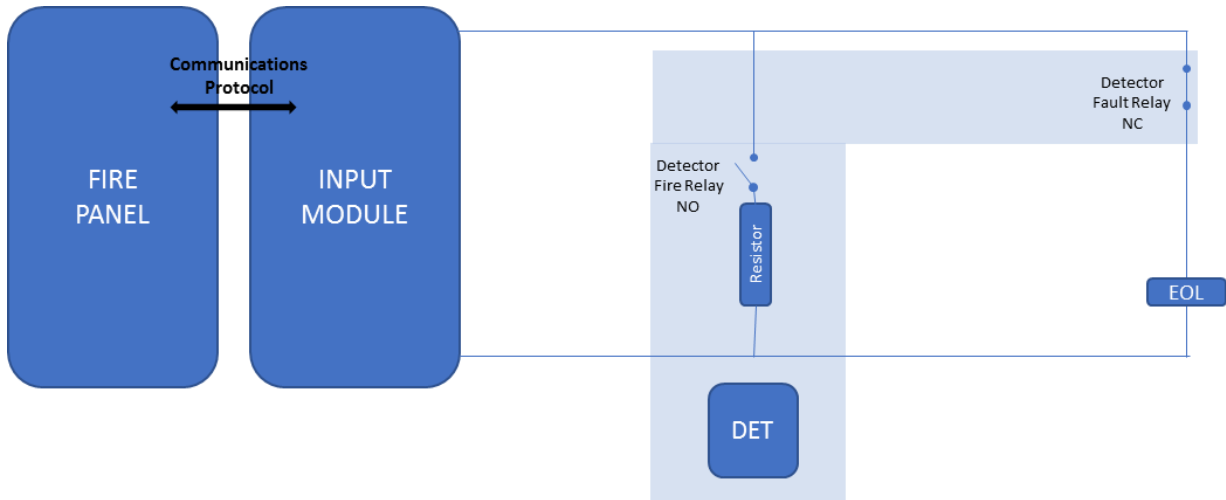 Communications
Protocol
FIRE
PANEL
INPUT
MODULE
Detector
Fault Relay
NC
Detector
Fire Relay
NO
Resistor
EOL
DET